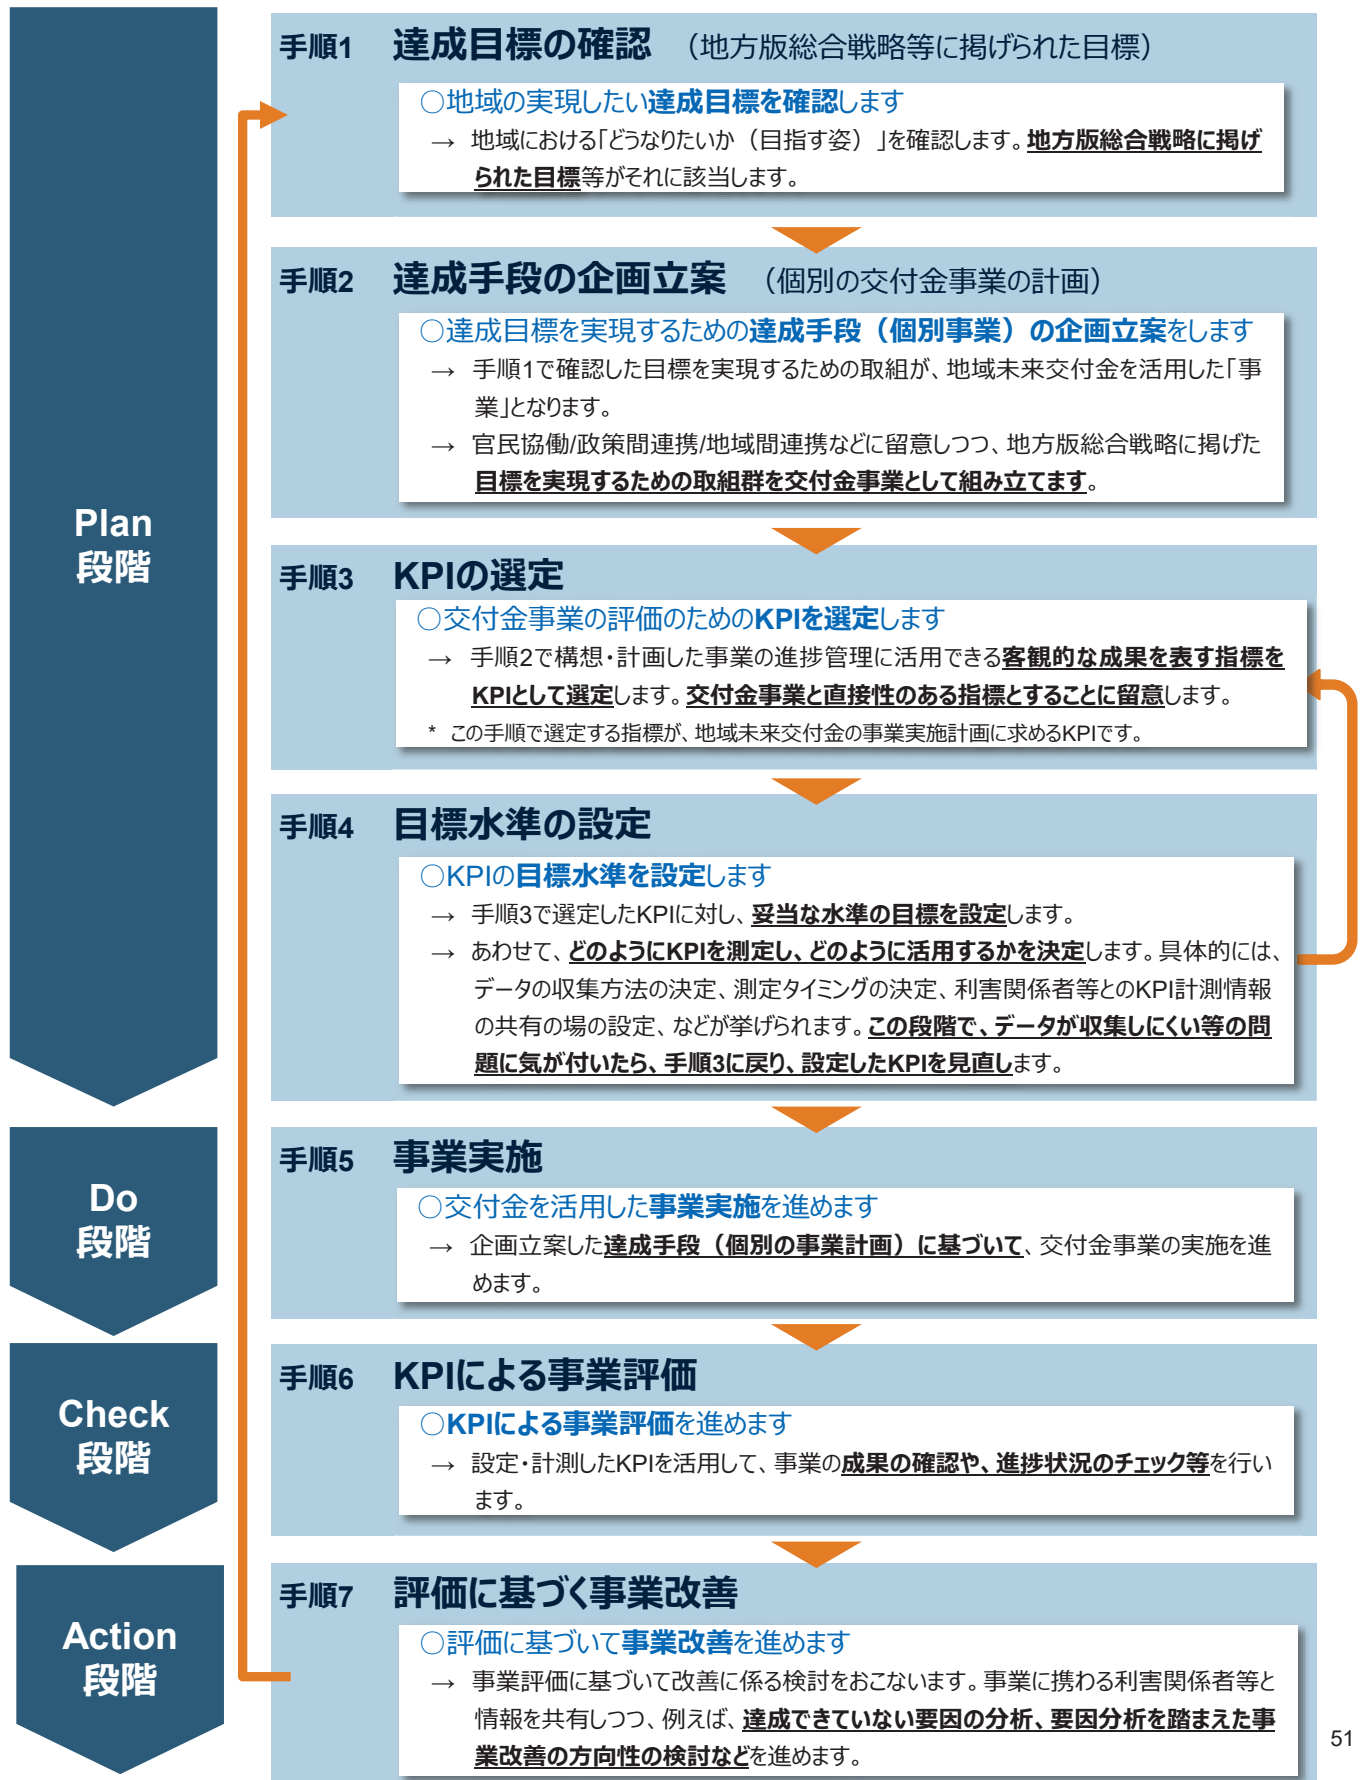 Plan
段階
手順1 達成目標の確認 （地方版総合戦略等に掲げられた目標）
○地域の実現したい達成目標を確認します
→ 地域における「どうなりたいか（目指す姿）」を確認します。地方版総合戦略に掲げ
られた目標等がそれに該当します。
手順2 達成手段の企画立案 （個別の交付金事業の計画）
○達成目標を実現するための達成手段（個別事業）の企画立案をします
→ 手順1で確認した目標を実現するための取組が、地域未来交付金を活用した「事
業」となります。
→ 官民協働/政策間連携/地域間連携などに留意しつつ、地方版総合戦略に掲げた
目標を実現するための取組群を交付金事業として組み立てます。
手順3 KPIの選定
○交付金事業の評価のためのKPIを選定します
→ 手順2で構想・計画した事業の進捗管理に活用できる客観的な成果を表す指標を
KPIとして選定します。交付金事業と直接性のある指標とすることに留意します。
* この手順で選定する指標が、地域未来交付金の事業実施計画に求めるKPIです。
手順4 目標水準の設定
○KPIの目標水準を設定します
→ 手順3で選定したKPIに対し、妥当な水準の目標を設定します。
→ あわせて、どのようにKPIを測定し、どのように活用するかを決定します。具体的には、
データの収集方法の決定、測定タイミングの決定、利害関係者等とのKPI計測情報
の共有の場の設定、などが挙げられます。この段階で、データが収集しにくい等の問
題に気が付いたら、手順3に戻り、設定したKPIを見直します。
Do
段階
手順5 事業実施
○交付金を活用した事業実施を進めます
→ 企画立案した達成手段（個別の事業計画）に基づいて、交付金事業の実施を進
めます。
Check
段階
手順6 KPIによる事業評価
○KPIによる事業評価を進めます
→ 設定・計測したKPIを活用して、事業の成果の確認や、進捗状況のチェック等を行い
ます。
Action
段階
手順7 評価に基づく事業改善
○評価に基づいて事業改善を進めます
→ 事業評価に基づいて改善に係る検討をおこないます。事業に携わる利害関係者等と
情報を共有しつつ、例えば、達成できていない要因の分析、要因分析を踏まえた事
業改善の方向性の検討などを進めます。
51